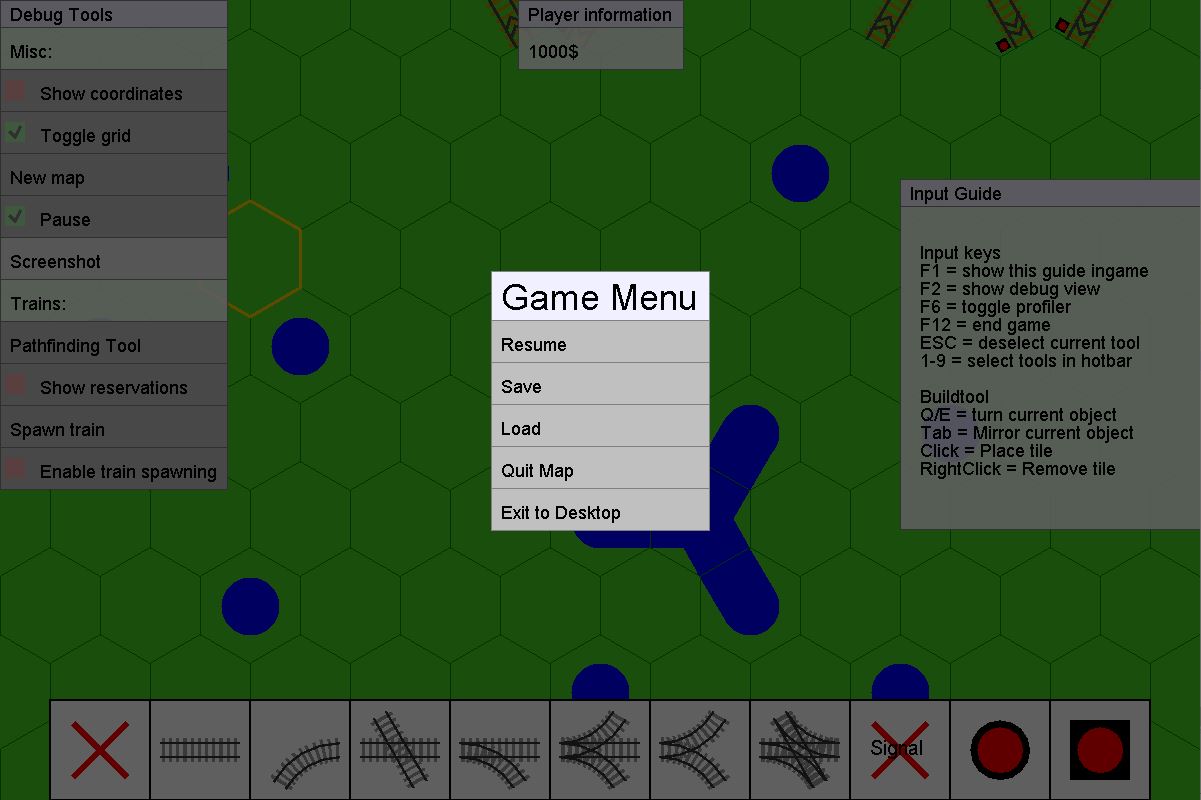 Debug Tools
Misc:
Show coordinates
Toggle grid
New map
Pause
Screenshot
Trains:
Pathfinding Tool
Show reservations
Spawn train
Enable train spawning
Player information
1000$
Game Menu
Resume
Save
Load
Quit Map
Exit to Desktop
Input Guide
Input keys
F1 = show this guide ingame
F2 = show debug view
F6 = toggle profiler
F12 = end game
ESC = deselect current tool
1-9 = select tools in hotbar
Buildtool
Q/E = turn current object
Tab = Mirror current object
Click = Place tile
RightClick = Remove tile
Signal